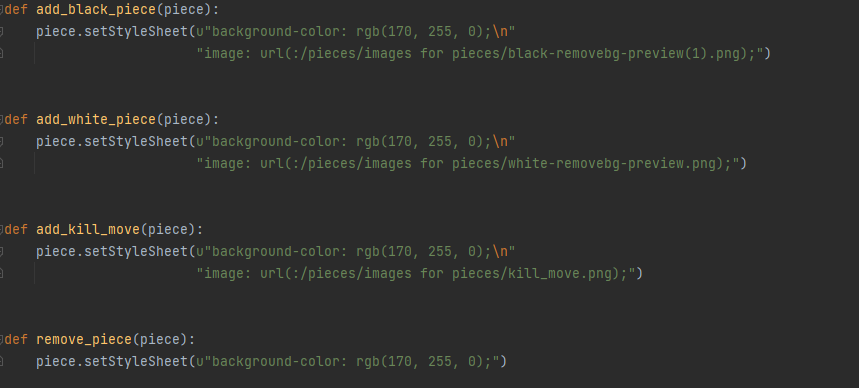 def add_black_piece(piece):
    piece.setStyleSheet(u"background-color: rgb(170, 255, 0);\n"
                        "image: url(:/pieces/images for pieces/black-removebg-preview(1).png);")
def add_white_piece(piece):
    piece.setStyleSheet(u"background-color: rgb(170, 255, 0);\n"
                        "image: url(:/pieces/images for pieces/white-removebg-preview.png);")
def add_kill_move(piece):
    piece.setStyleSheet(u"background-color: rgb(170, 255, 0);\n"
                        "image: url(:/pieces/images for pieces/kill_move.png);")
def remove_piece(piece):
    piece.setStyleSheet(u"background-color: rgb(170, 255, 0);")